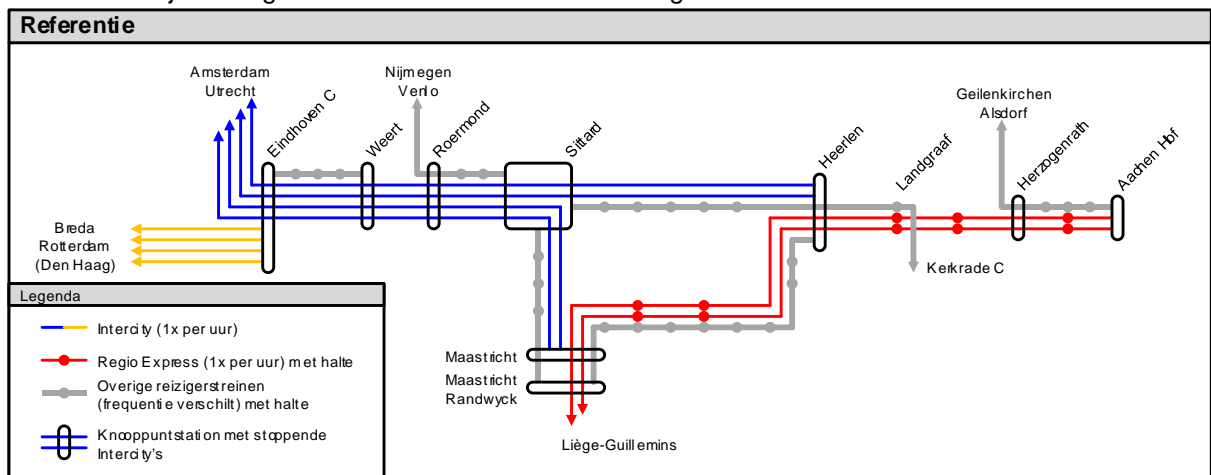 Referentie
Amsterdam
Utrecht
Nijmegen
Venlo
Geilenkirchen
Alsdorf
Eindhoven C
Weert
Roermond
Sittard
Heerlen
Landgraaf
Herzogenrath
Aachen Hbf
Breda
Rotterdam
(Den Haag)
Kerkrade C
Legenda
Intercity (1x per uur)
Regio Express (1x per uur) met halte
Overige reizigerstreinen
(frequentie verschilt) met halte
Knooppuntstation met stoppende
Intercity's
Maastricht
Maastricht
Randwyck
Liège-Guillemins